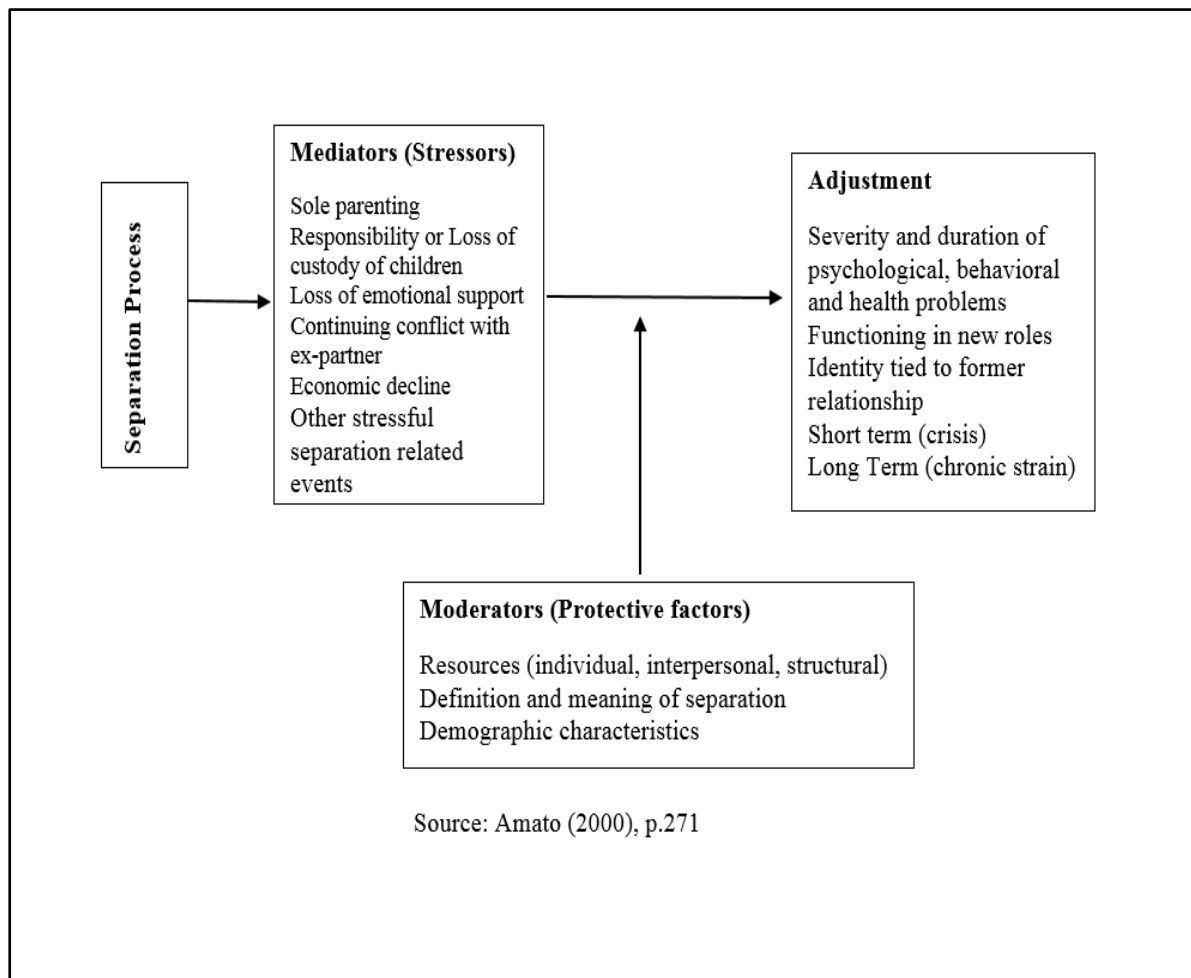 Separation Process
Mediators (Stressors)
Sole parenting
Responsibility or Loss of
custody of children
Loss of emotional support
Continuing conflict with
ex-partner
Economic decline
Other stressful
separation related
events
Adjustment
Severity and duration of
psychological, behavioral
and health problems
Functioning in new roles
Identity tied to former
relationship
Short term (crisis)
Long Term (chronic strain)
Moderators (Protective factors)
Resources (individual, interpersonal, structural)
Definition and meaning of separation
Demographic characteristics
Source: Amato (2000), p.271